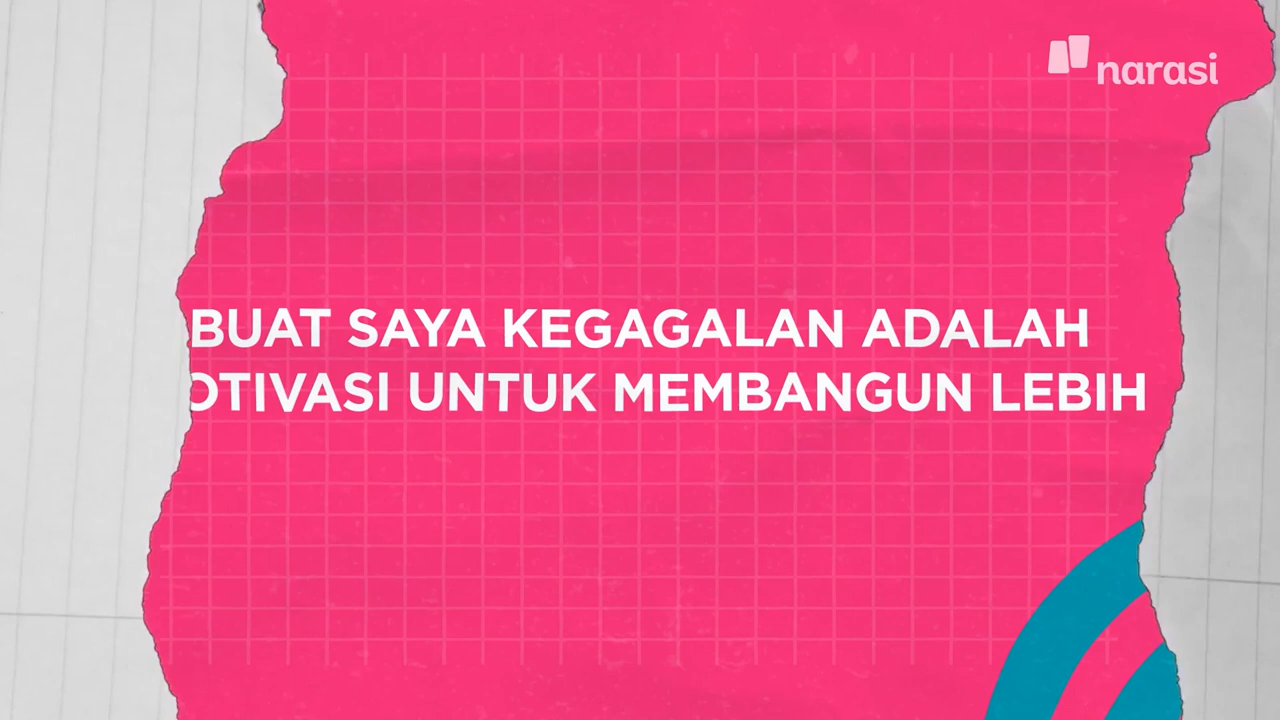 narasi
BUAT SAYA KEGAGALAN ADALAH
OTIVASI UNTUK MEMBANGUN LEBIH